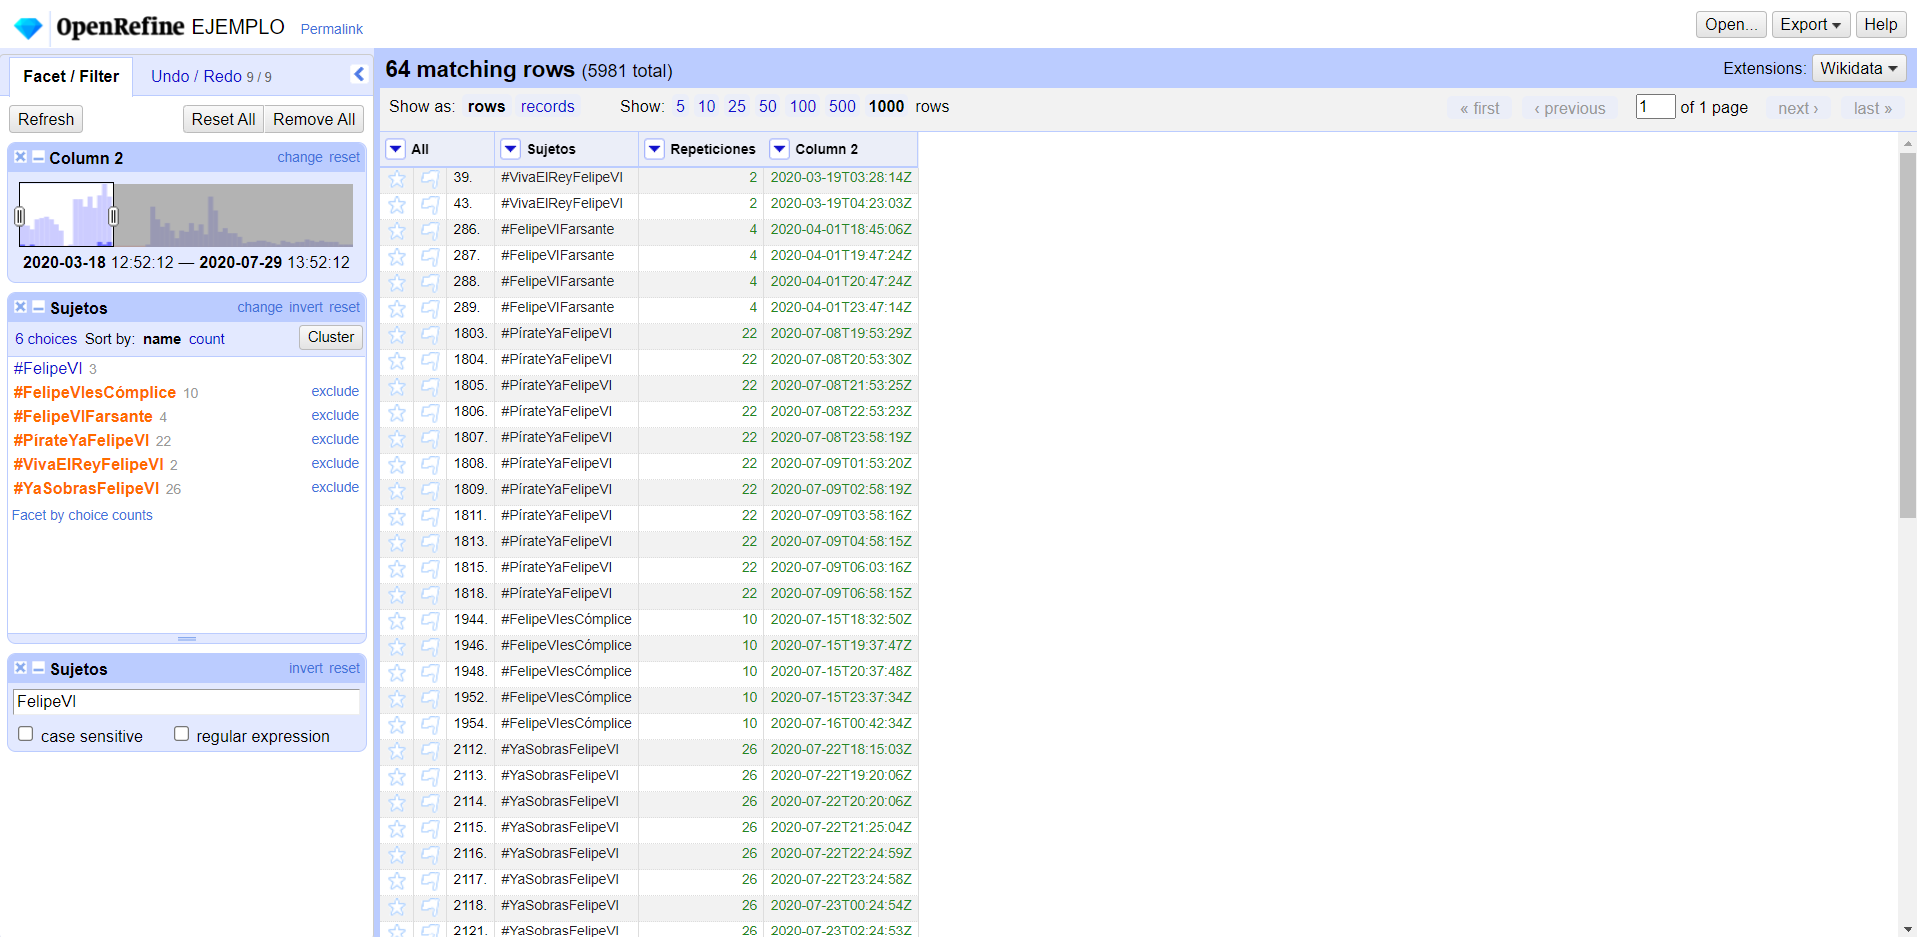 OpenRefine EJEMPLO Permalink Open... Export Help
Facet / Filter Undo / Redo 9 / 9
64 matching rows (5981 total) Extensions: Wikidata
Refresh Reset All Remove All
Show as: rows records Show: 5 10 25 50 100 500 1000 rows « first ‹ previous 1 of 1 page next › last »
Column 2 change reset
2020-03-18 12:52:12 — 2020-07-29 13:52:12
Sujetos change invert reset
6 choices Sort by: name count Cluster
#FelipeVI 3
#FelipeVIesCómplice 10 exclude
#FelipeVIFarsante 4 exclude
#PírateYaFelipeVI 22 exclude
#VivaElReyFelipeVI 2 exclude
#YaSobrasFelipeVI 26 exclude
Facet by choice counts
Sujetos invert reset
FelipeVI
case sensitive regular expression
All Sujetos Repeticiones Column 2
39. #VivaElReyFelipeVI 2 2020-03-19T03:28:14Z
43. #VivaElReyFelipeVI 2 2020-03-19T04:23:03Z
286. #FelipeVIFarsante 4 2020-04-01T18:45:06Z
287. #FelipeVIFarsante 4 2020-04-01T19:47:24Z
288. #FelipeVIFarsante 4 2020-04-01T20:47:24Z
289. #FelipeVIFarsante 4 2020-04-01T23:47:14Z
1803. #PírateYaFelipeVI 22 2020-07-08T19:53:29Z
1804. #PírateYaFelipeVI 22 2020-07-08T20:53:30Z
1805. #PírateYaFelipeVI 22 2020-07-08T21:53:25Z
1806. #PírateYaFelipeVI 22 2020-07-08T22:53:23Z
1807. #PírateYaFelipeVI 22 2020-07-08T23:58:19Z
1808. #PírateYaFelipeVI 22 2020-07-09T01:53:20Z
1809. #PírateYaFelipeVI 22 2020-07-09T02:58:19Z
1811. #PírateYaFelipeVI 22 2020-07-09T03:58:16Z
1813. #PírateYaFelipeVI 22 2020-07-09T04:58:15Z
1815. #PírateYaFelipeVI 22 2020-07-09T06:03:16Z
1818. #PírateYaFelipeVI 22 2020-07-09T06:58:15Z
1944. #FelipeVIesCómplice 10 2020-07-15T18:32:50Z
1946. #FelipeVIesCómplice 10 2020-07-15T19:37:47Z
1948. #FelipeVIesCómplice 10 2020-07-15T20:37:48Z
1952. #FelipeVIesCómplice 10 2020-07-15T23:37:34Z
1954. #FelipeVIesCómplice 10 2020-07-16T00:42:34Z
2112. #YaSobrasFelipeVI 26 2020-07-22T18:15:03Z
2113. #YaSobrasFelipeVI 26 2020-07-22T19:20:06Z
2114. #YaSobrasFelipeVI 26 2020-07-22T20:20:06Z
2115. #YaSobrasFelipeVI 26 2020-07-22T21:25:04Z
2116. #YaSobrasFelipeVI 26 2020-07-22T22:24:59Z
2117. #YaSobrasFelipeVI 26 2020-07-22T23:24:58Z
2118. #YaSobrasFelipeVI 26 2020-07-23T00:24:54Z
2121. #YaSobrasFelipeVI 26 2020-07-23T02:24:53Z